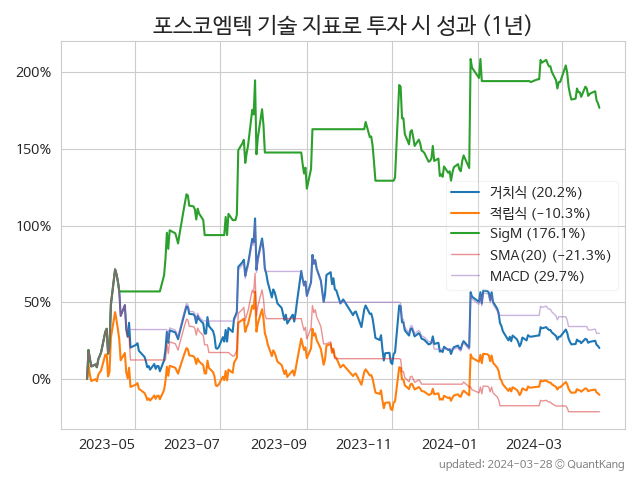 포스코엠텍 기술 지표로 투자 시 성과 (1년)
200%
150%
100%
50%
0%
거치식 (20.2%)
적립식 (−10.3%)
SigM (176.1%)
SMA(20) (−21.3%)
MACD (29.7%)
2023-05 2023-07 2023-09 2023-11 2024-01 2024-03
updated: 2024-03-28 © QuantKang